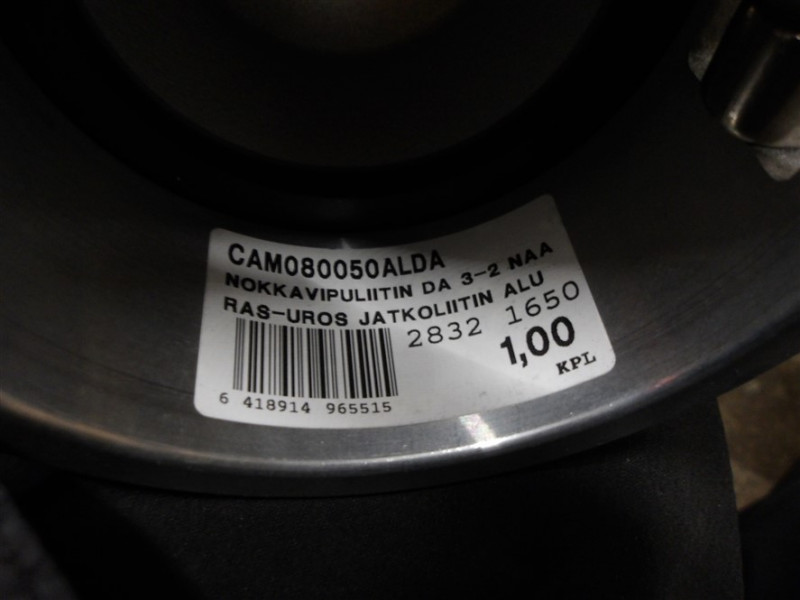 CAM080050ALDA
NOKKAVIPULIITIN DA 3-2 NAA
RAS-UROS JATKOLIITIN ALU
2832 1650
1,00
KPL
6 418914 965515